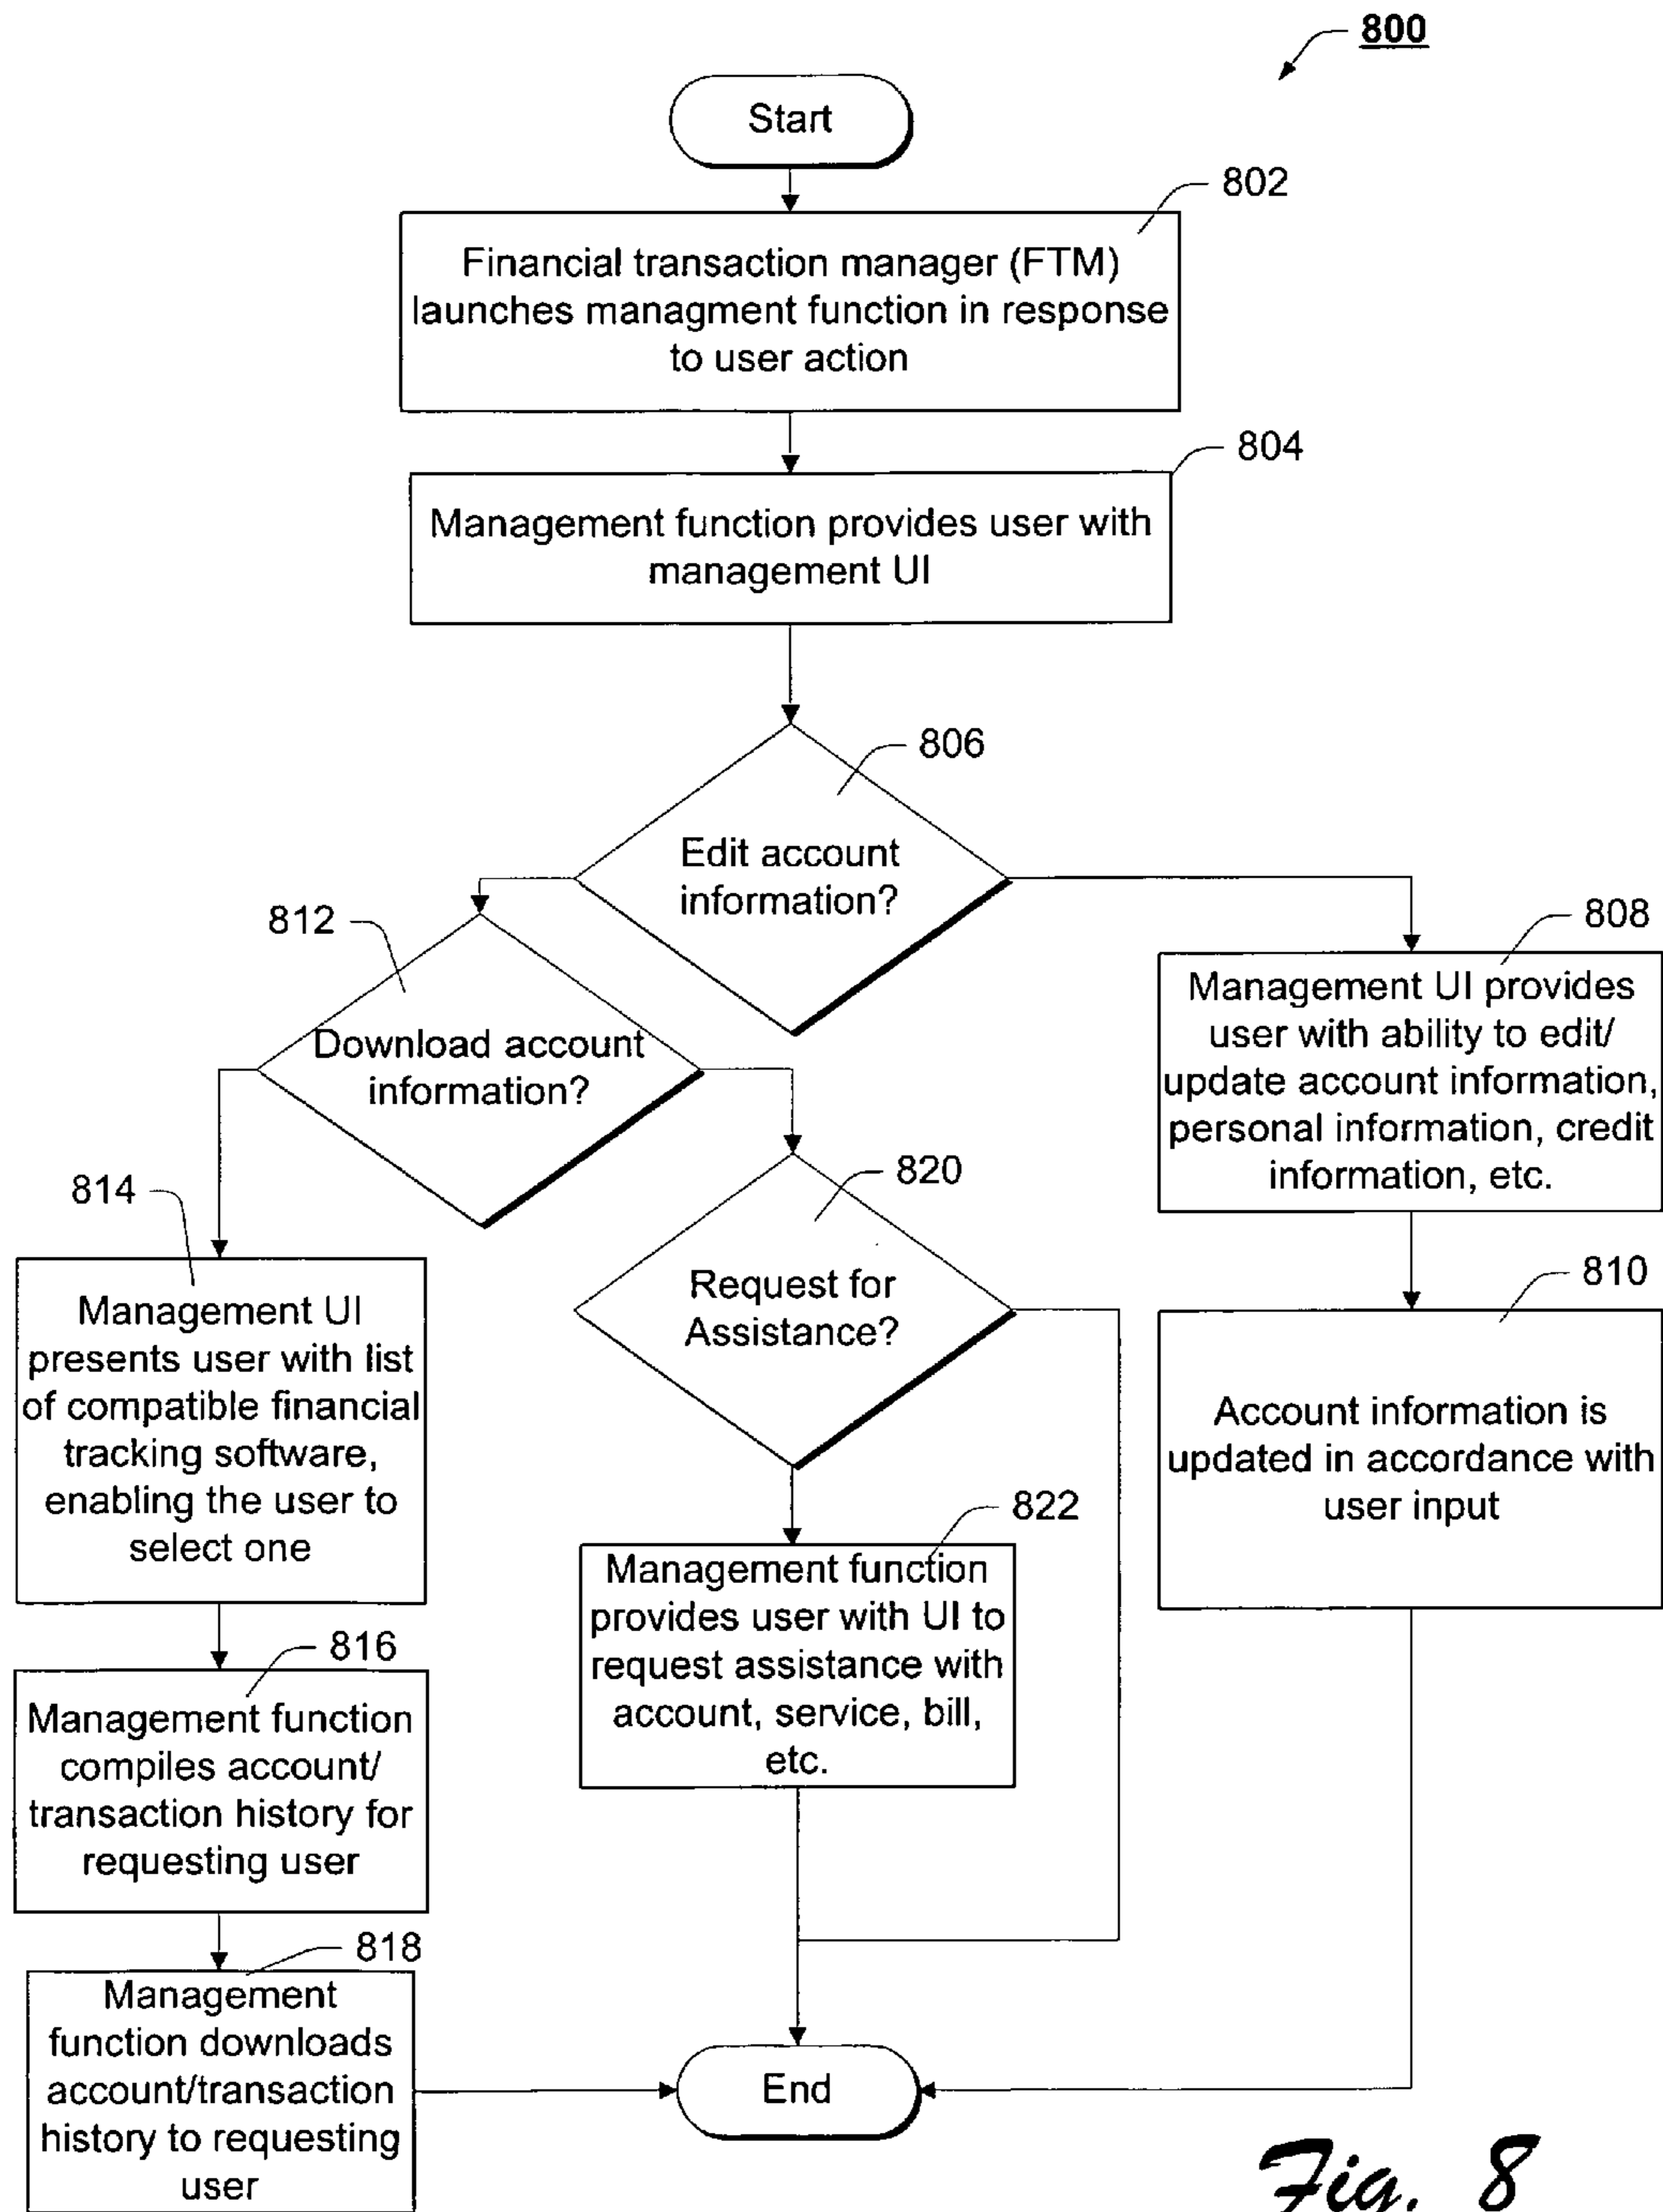 800
Start
802
Financial transaction manager (FTM)
launches managment function in response
to user action
804
Management function provides user with
management UI
806
Edit account
information?
812
Download account
information?
808
Management UI provides
user with ability to edit/
update account information,
personal information, credit
information, etc.
814
Management UI
presents user with list
of compatible financial
tracking software,
enabling the user to
select one
820
Request for
Assistance?
810
Account information is
updated in accordance with
user input
816
Management function
compiles account/
transaction history for
requesting user
822
Management function
provides user with UI to
request assistance with
account, service, bill,
etc.
818
Management
function downloads
account/transaction
history to requesting
user
End
Fig. 8